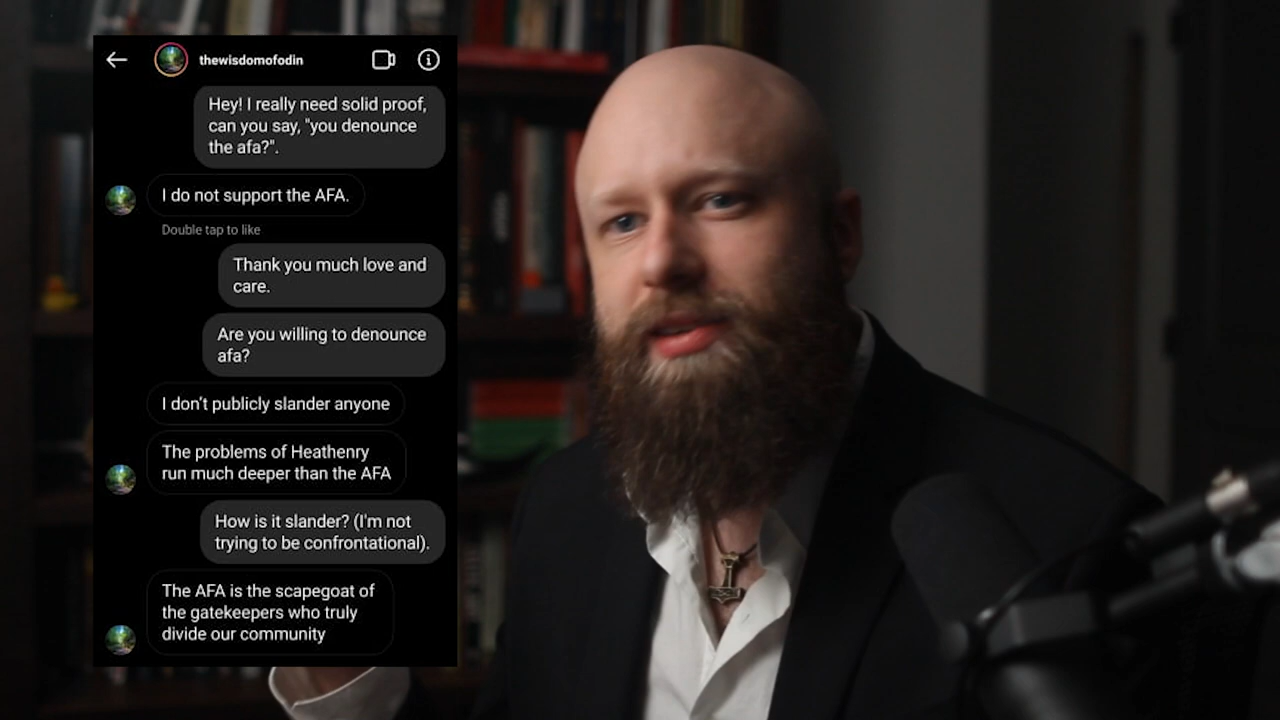 thewisdomofodin
Hey! I really need solid proof,
can you say, "you denounce
the afa?".
I do not support the AFA.
Double tap to like
Thank you much love and
care.
Are you willing to denounce
afa?
I don't publicly slander anyone
The problems of Heathenry
run much deeper than the AFA
How is it slander? (I'm not
trying to be confrontational).
The AFA is the scapegoat of
the gatekeepers who truly
divide our community